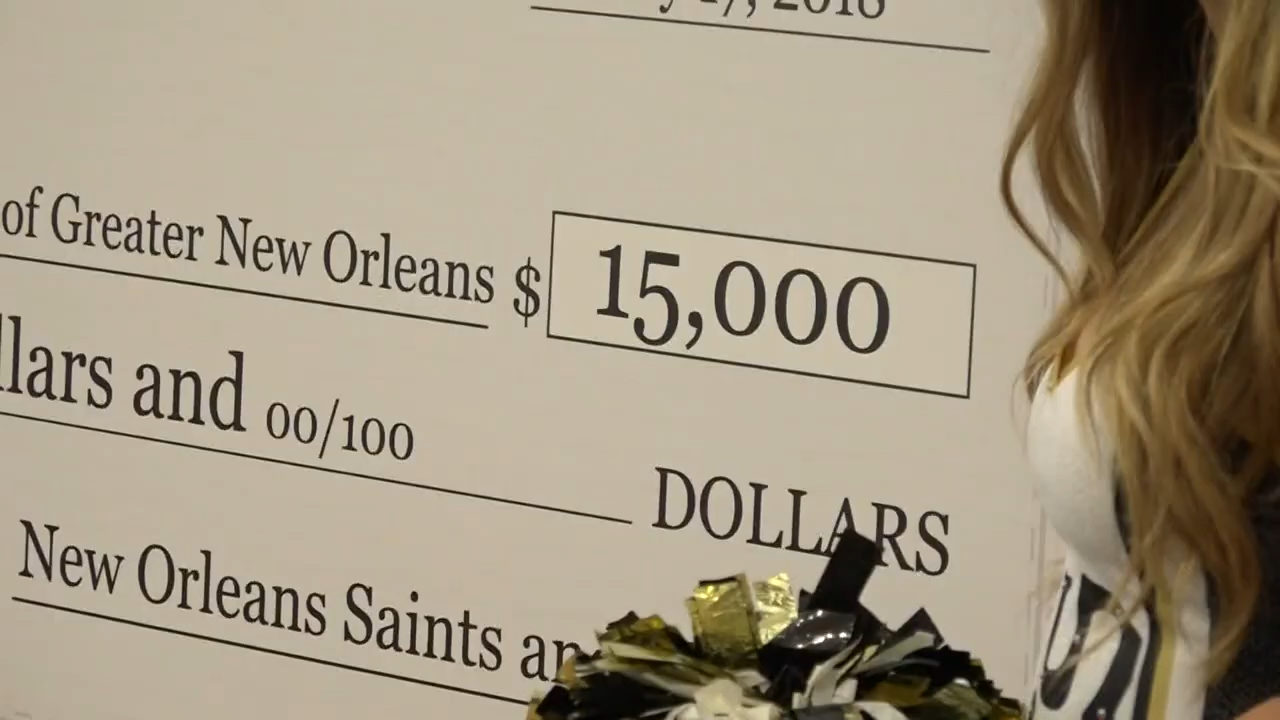 of Greater New Orleans $ 15,000
llars and 00/100
DOLLARS
New Orleans Saints